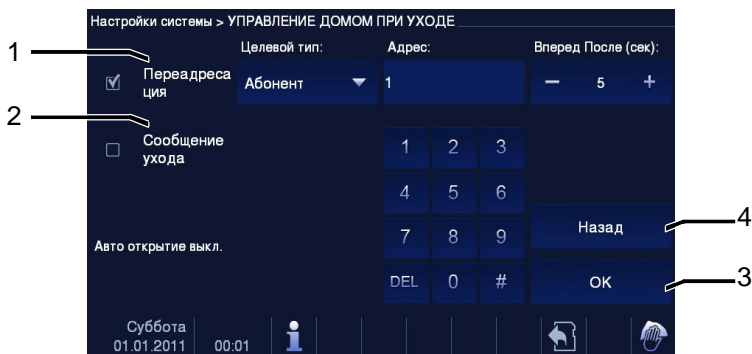 Настройки системы > УПРАВЛЕНИЕ ДОМОМ ПРИ УХОДЕ
Целевой тип: Адрес: Вперед После (сек):
1
Переадреса
ция
Абонент 1 — 5 +
2
Сообщение
ухода
1 2 3
4 5 6
Назад 4
7 8 9
Авто открытие выкл.
DEL 0 # OK 3
Суббота
01.01.2011 00:01